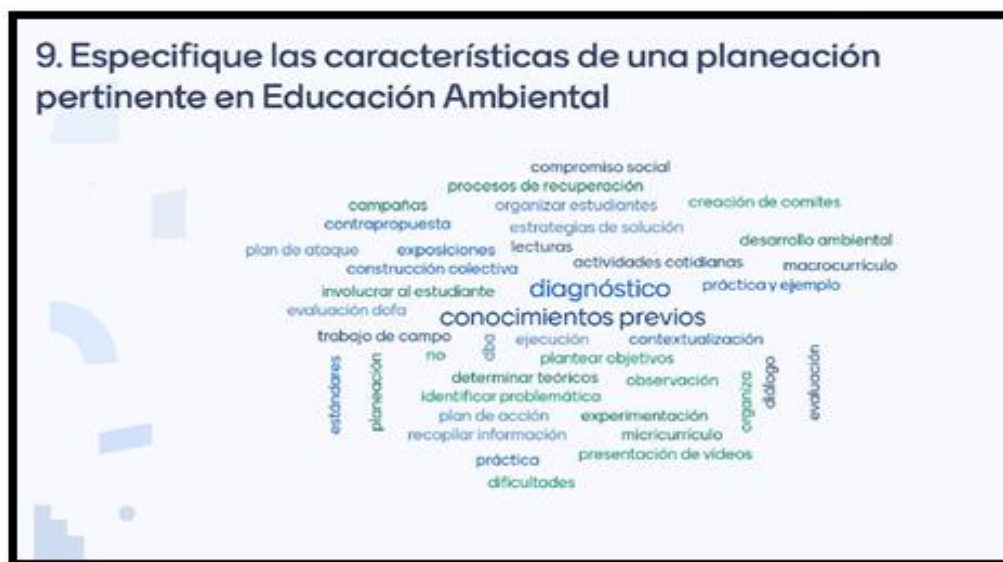 9. Especifique las características de una planeación
pertinente en Educación Ambiental
compromiso social
procesos de recuperación
campañas
organizar estudiantes
creación de comites
contrapropuesta
estrategias de solución
plan de ataque
exposiciones
lecturas
desarrollo ambiental
construcción colectiva
actividades cotidianas
macrocurrículo
involucrar al estudiante
diagnóstico
práctica y ejemplo
evaluación dofa
conocimientos previos
trabajo de campo
no
dba
ejecución
contextualización
estándares
planeación
plantear objetivos
determinar teóricos
observación
organiza
diálogo
evaluación
identificar problemática
plan de acción
experimentación
recopilar información
micricurrículo
práctica
presentación de vídeos
dificultades